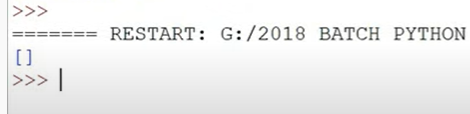 >>>
======= RESTART: G:/2018 BATCH PYTHON
[]
>>>